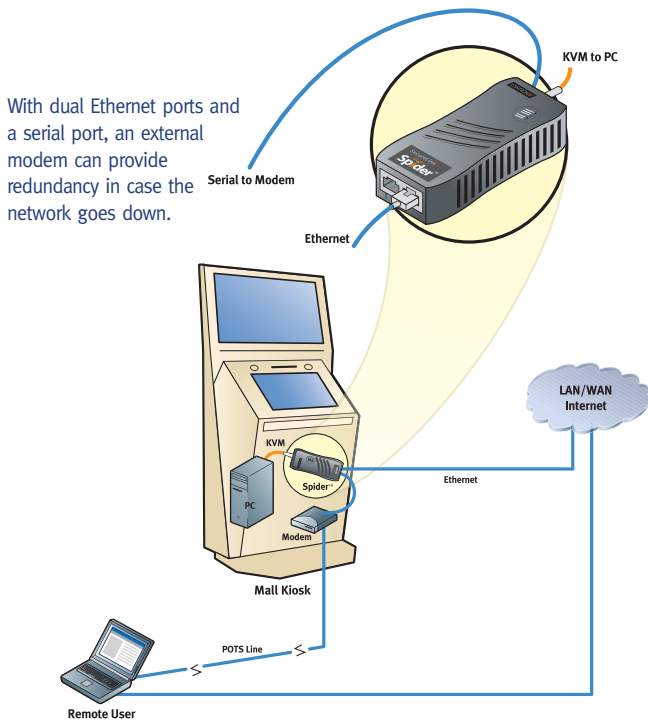 With dual Ethernet ports and
a serial port, an external
modem can provide
redundancy in case the
network goes down.
KVM to PC
Serial to Modem
Spider™
Ethernet
LAN/WAN
Internet
KVM
Spider™
PC
Ethernet
Modem
Mall Kiosk
POTS Line
Remote User